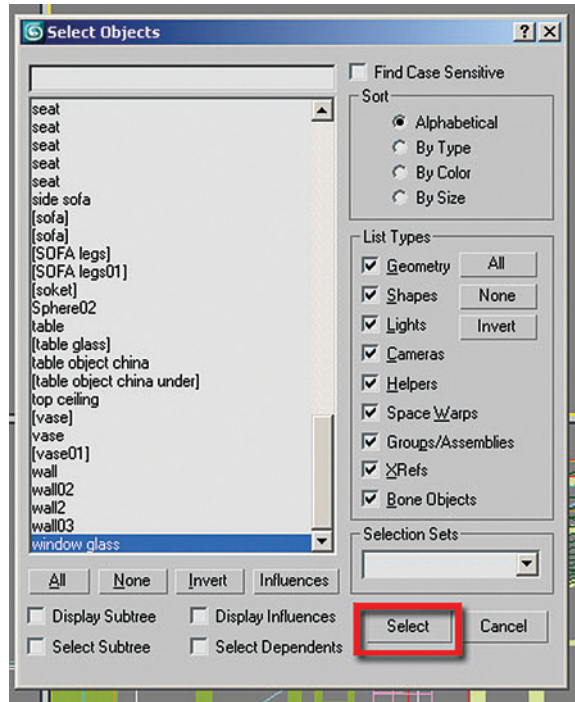 Select Objects
Find Case Sensitive
seat
seat
seat
seat
seat
side sofa
[sofa]
[sofa]
[SOFA legs]
[SOFA legs01]
[soket]
Sphere02
table
[table glass]
table object china
[table object china under]
top ceiling
[vase]
vase
[vase01]
wall
wall02
wall2
wall03
window glass
All
None
Invert
Influences
Display Subtree
Display Influences
Select Subtree
Select Dependents
Sort
Alphabetical
By Type
By Color
By Size
List Types
Geometry
All
Shapes
None
Lights
Invert
Cameras
Helpers
Space Warps
Groups/Assemblies
XRefs
Bone Objects
Selection Sets
Select
Cancel